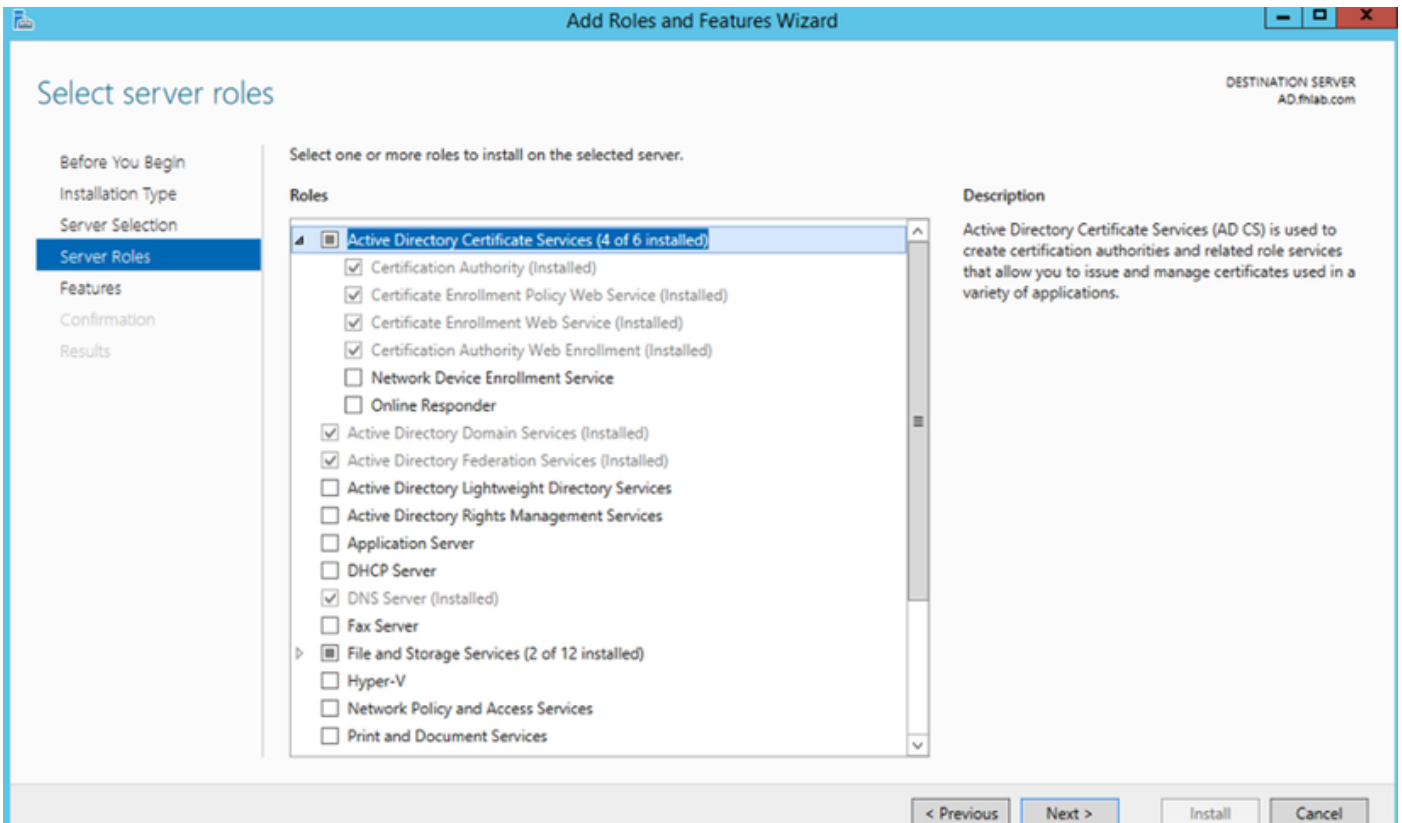 Add Roles and Features Wizard
Select server roles
DESTINATION SERVER
AD.fhlab.com
Before You Begin
Installation Type
Server Selection
Server Roles
Features
Confirmation
Results
Select one or more roles to install on the selected server.
Roles
Active Directory Certificate Services (4 of 6 installed)
Certification Authority (Installed)
Certificate Enrollment Policy Web Service (Installed)
Certificate Enrollment Web Service (Installed)
Certification Authority Web Enrollment (Installed)
Network Device Enrollment Service
Online Responder
Active Directory Domain Services (Installed)
Active Directory Federation Services (Installed)
Active Directory Lightweight Directory Services
Active Directory Rights Management Services
Application Server
DHCP Server
DNS Server (Installed)
Fax Server
File and Storage Services (2 of 12 installed)
Hyper-V
Network Policy and Access Services
Print and Document Services
Description
Active Directory Certificate Services (AD CS) is used to
create certification authorities and related role services
that allow you to issue and manage certificates used in a
variety of applications.
< Previous
Next >
Install
Cancel